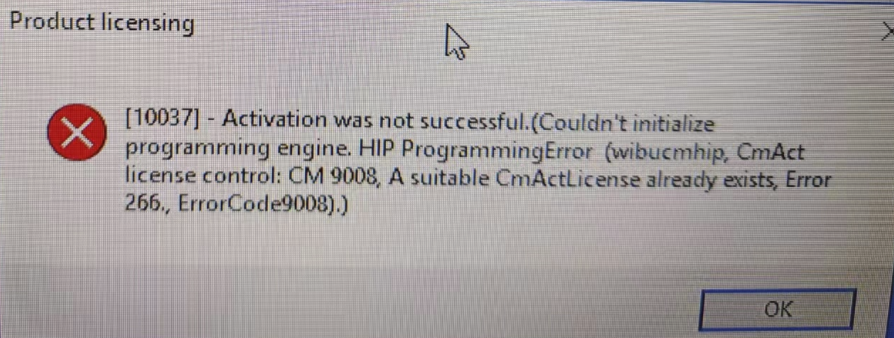 Product licensing
[10037] - Activation was not successful.(Couldn't initialize
programming engine. HIP ProgrammingError (wibucmhip, CmAct
license control: CM 9008, A suitable CmActLicense already exists, Error
266., ErrorCode9008).)
OK